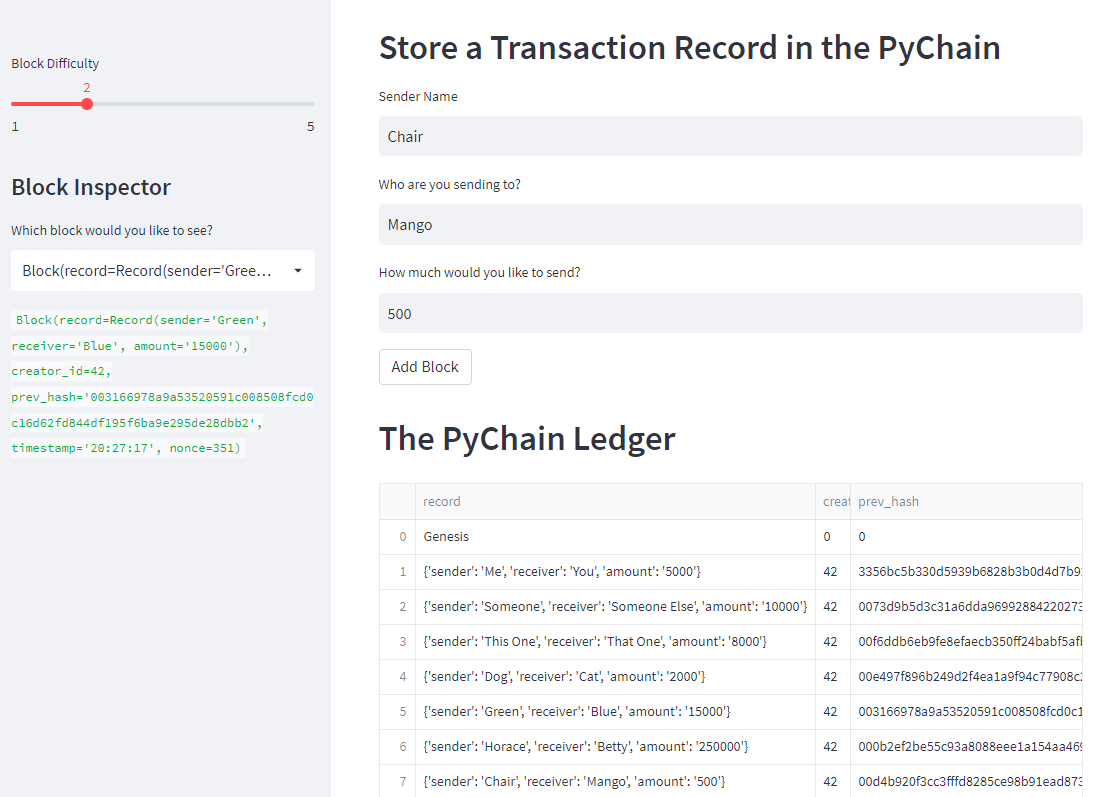 Block Difficulty
2
1 5
Block Inspector
Which block would you like to see?
Block(record=Record(sender='Gree...
Block(record=Record(sender='Green',
receiver='Blue', amount='15000'),
creator_id=42,
prev_hash='003166978a9a53520591c008508fcd0
c16d62fd844df195f6ba9e295de28dbb2',
timestamp='20:27:17', nonce=351)
Store a Transaction Record in the PyChain
Sender Name
Chair
Who are you sending to?
Mango
How much would you like to send?
500
Add Block
The PyChain Ledger
record creat prev_hash
0 Genesis 0 0
1 {'sender': 'Me', 'receiver': 'You', 'amount': '5000'} 42 3356bc5b330d5939b6828b3b0d4d7b9
2 {'sender': 'Someone', 'receiver': 'Someone Else', 'amount': '10000'} 42 0073d9b5d3c31a6dda96992884220273
3 {'sender': 'This One', 'receiver': 'That One', 'amount': '8000'} 42 00f6ddb6eb9fe8efaecb350ff24babf5af
4 {'sender': 'Dog', 'receiver': 'Cat', 'amount': '2000'} 42 00e497f896b249d2f4ea1a9f94c77908c
5 {'sender': 'Green', 'receiver': 'Blue', 'amount': '15000'} 42 003166978a9a53520591c008508fcd0c1
6 {'sender': 'Horace', 'receiver': 'Betty', 'amount': '250000'} 42 000b2ef2be55c93a8088eee1a154aa46
7 {'sender': 'Chair', 'receiver': 'Mango', 'amount': '500'} 42 00d4b920f3cc3fffd8285ce98b91ead873